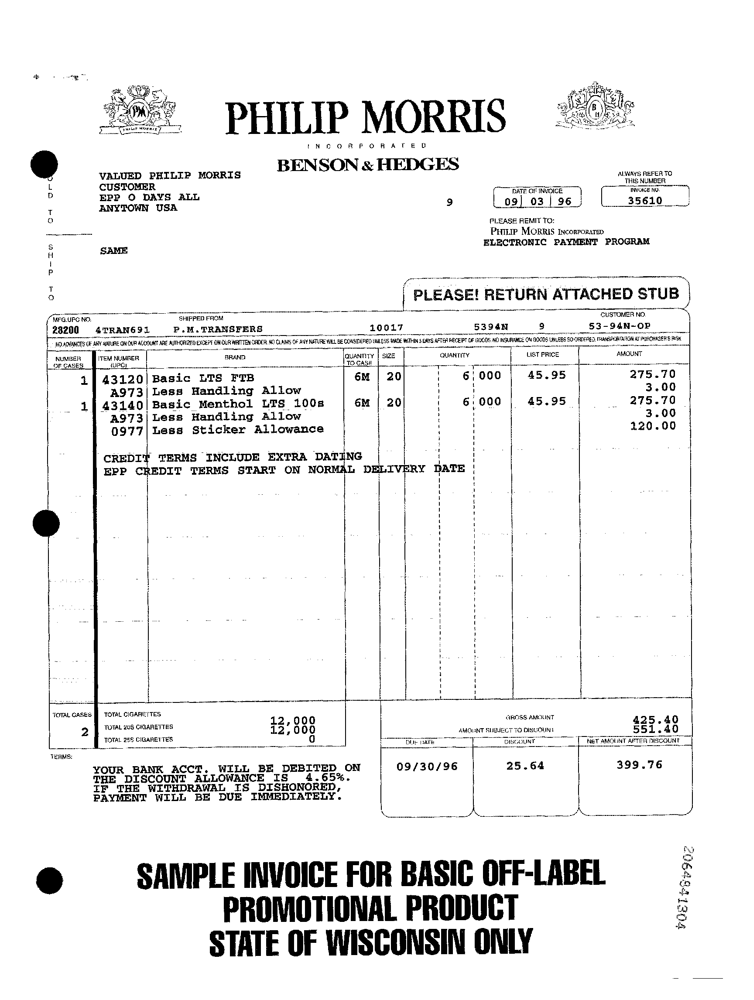 PHILIP MORRIS
INCORPORATED
BENSON & HEDGES
ALWAYS REFER TO
THIS NUMBER
VALUED PHILIP MORRIS
CUSTOMER
EPP O DAYS ALL
ANYTOWN USA
L
D
T
O
9
DATE OF INVOICE
09 03 96
INVOICE NO.
35610
PLEASE REMIT TO:
PHILIP MORRIS INCORPORATED
ELECTRONIC PAYMENT PROGRAM
S
H
I
P
T
O
SAME
PLEASE! RETURN ATTACHED STUB
MFG.UPC NO. SHIPPED FROM CUSTOMER NO.
28200 4TRAN691 P.M.TRANSFERS 10017 5394N 9 53-94N-OP
NO ADVANCES OF ANY NATURE ON OUR ACCOUNT ARE AUTHORIZED EXCEPT ON OUR WRITTEN ORDER. NO CLAIMS OF ANY NATURE WILL BE CONSIDERED UNLESS MADE WITHIN 5 DAYS AFTER RECEIPT OF GOODS. NO INSURANCE ON GOODS UNLESS SO ORDERED. TRANSPORTATION AT PURCHASER'S RISK
NUMBER OF CASES ITEM NUMBER (UPC) BRAND QUANTITY TO CASE SIZE QUANTITY LIST PRICE AMOUNT
1 43120 Basic LTS FTB 6M 20 6 000 45.95 275.70
A973 Less Handling Allow 3.00
1 43140 Basic Menthol LTS 100s 6M 20 6 000 45.95 275.70
A973 Less Handling Allow 3.00
0977 Less Sticker Allowance 120.00
CREDIT TERMS INCLUDE EXTRA DATING
EPP CREDIT TERMS START ON NORMAL DELIVERY DATE
TOTAL CASES TOTAL CIGARETTES 12,000 GROSS AMOUNT 425.40
2 TOTAL 20S CIGARETTES 12,000 AMOUNT SUBJECT TO DISCOUNT 551.40
TOTAL 25S CIGARETTES 0 DUE DATE DISCOUNT NET AMOUNT AFTER DISCOUNT
09/30/96 25.64 399.76
TERMS:
YOUR BANK ACCT. WILL BE DEBITED ON
THE DISCOUNT ALLOWANCE IS 4.65%.
IF THE WITHDRAWAL IS DISHONORED,
PAYMENT WILL BE DUE IMMEDIATELY.
SAMPLE INVOICE FOR BASIC OFF-LABEL
PROMOTIONAL PRODUCT
STATE OF WISCONSIN ONLY
2064841304